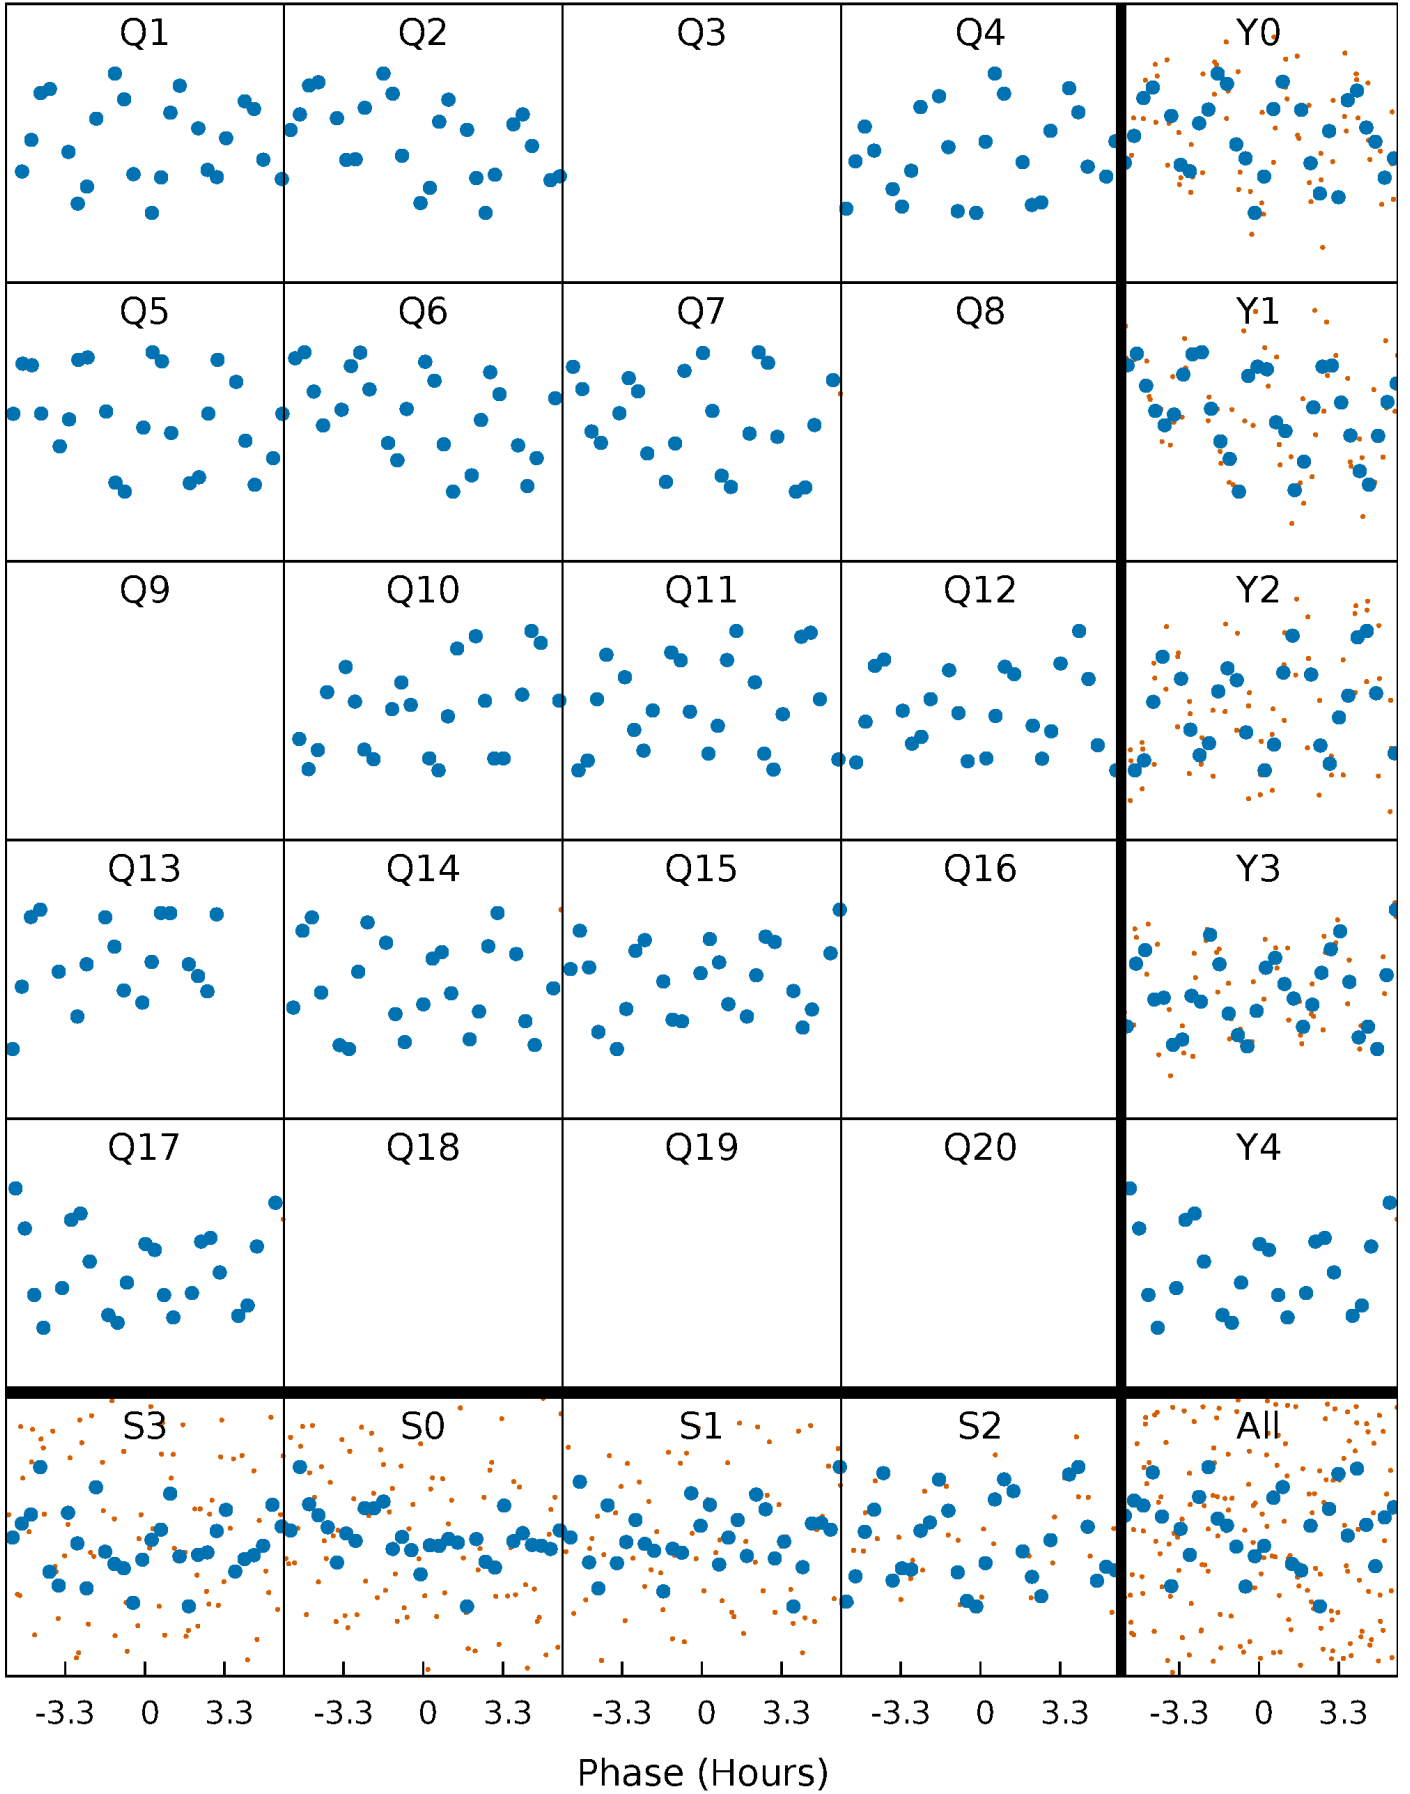 Q1 Q2 Q3 Q4 Y0
Q5 Q6 Q7 Q8 Y1
Q9 Q10 Q11 Q12 Y2
Q13 Q14 Q15 Q16 Y3
Q17 Q18 Q19 Q20 Y4
S3 S0 S1 S2 All
-3.3 0 3.3 -3.3 0 3.3 -3.3 0 3.3 -3.3 0 3.3 -3.3 0 3.3
Phase (Hours)